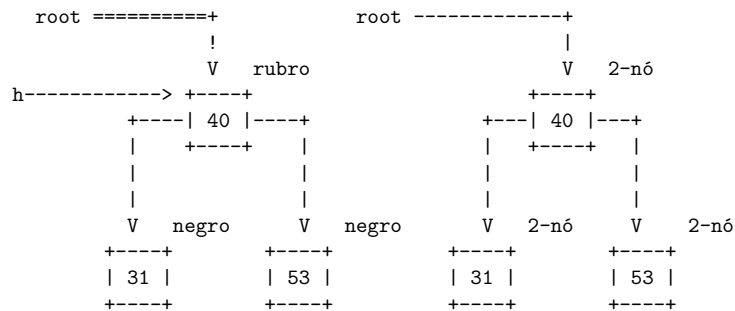 root ==========+ root -------------+
! |
V rubro V 2-nó
h------------> +----+ +----+
+----| 40 |----+ +---| 40 |---+
| +----+ | | +----+ |
| | | |
| | | |
V negro V negro V 2-nó V 2-nó
+----+ +----+ +----+ +----+
| 31 | | 53 | | 31 | | 53 |
+----+ +----+ +----+ +----+